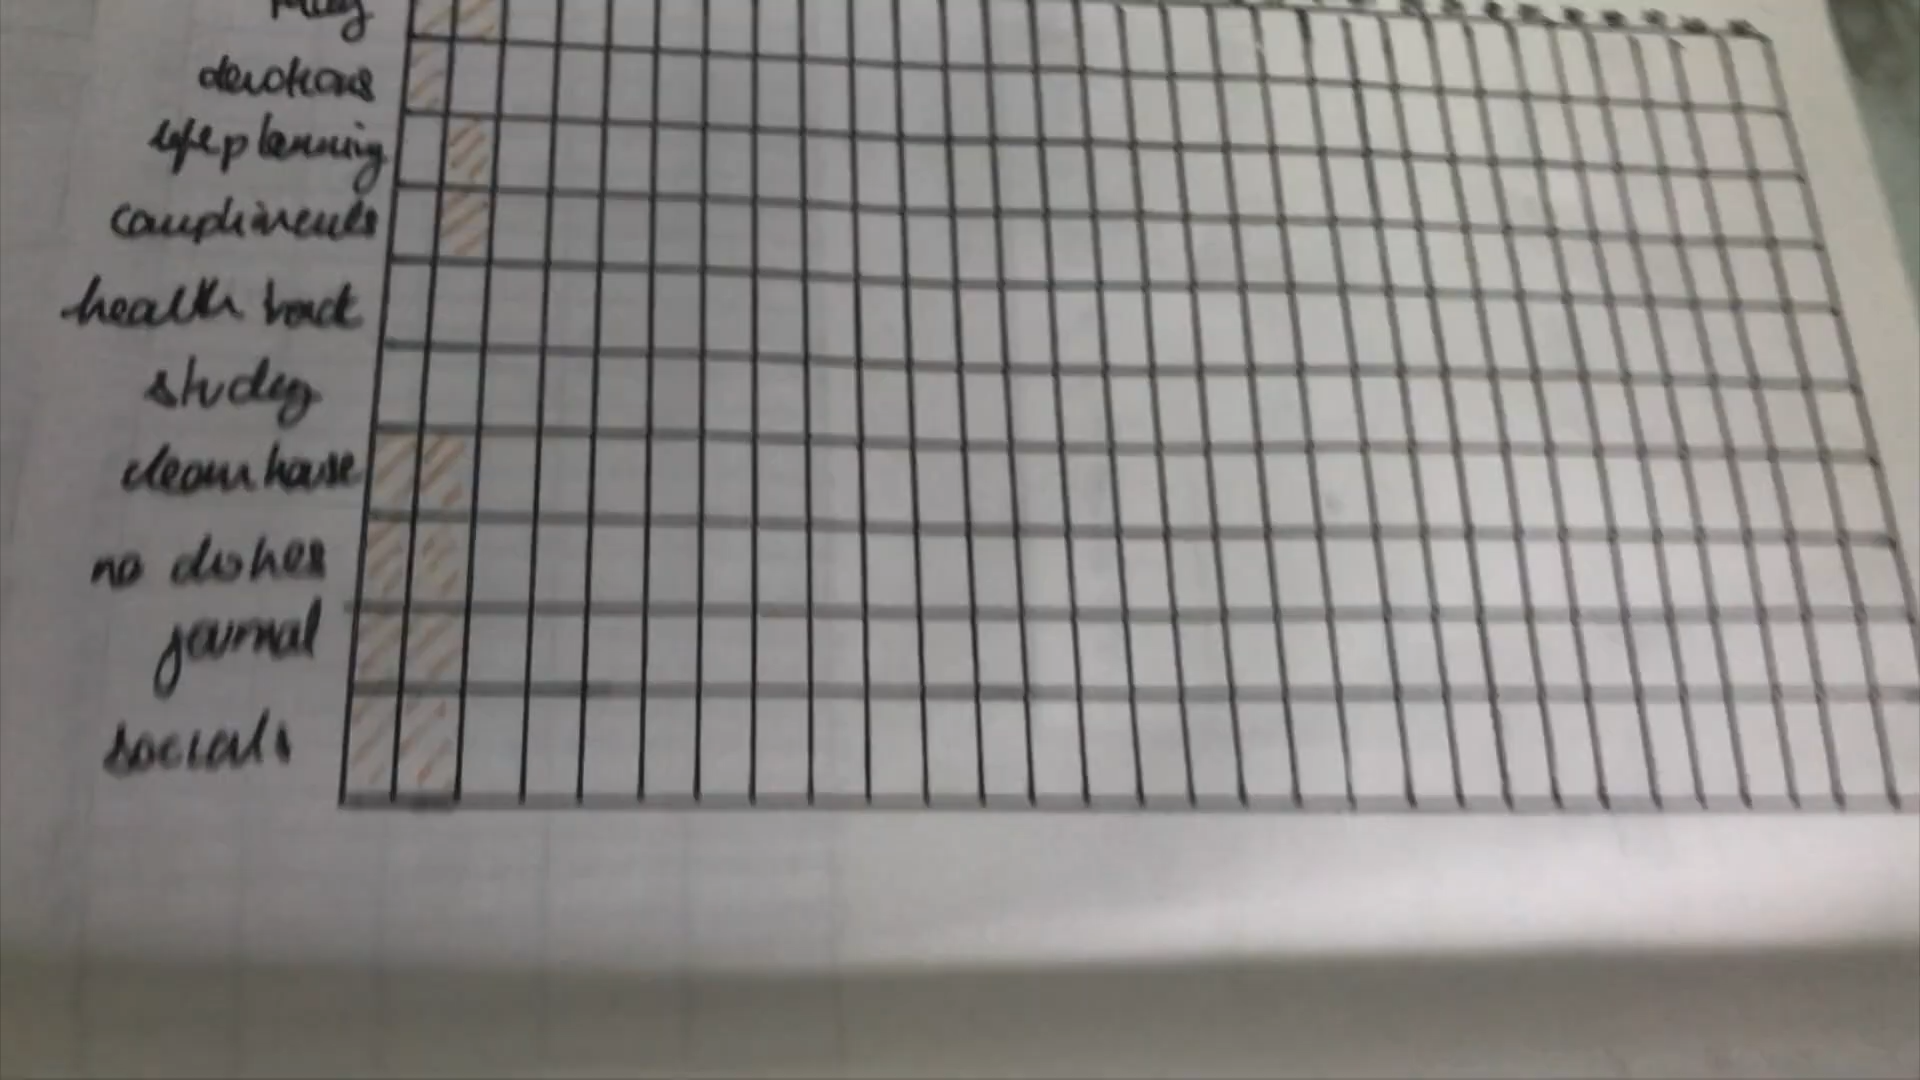 devotions
life planning
compliments
health track
study
clean house
no dishes
journal
socials